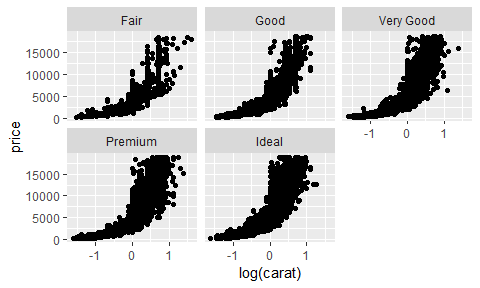 Fair Good Very Good
15000
10000
5000
0
-1 0 1
price
Premium Ideal
15000
10000
5000
0
-1 0 1 -1 0 1
log(carat)